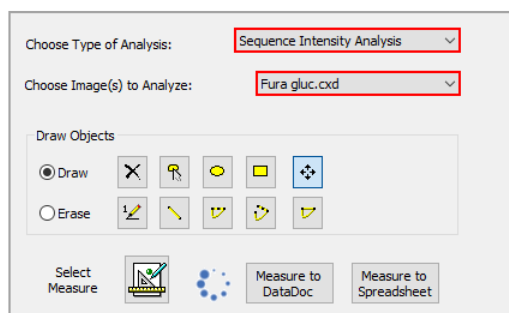 Choose Type of Analysis: Sequence Intensity Analysis
Choose Image(s) to Analyze: Fura gluc.cxd
Draw Objects
Draw
Erase
1
Select
Measure
Measure to
DataDoc
Measure to
Spreadsheet